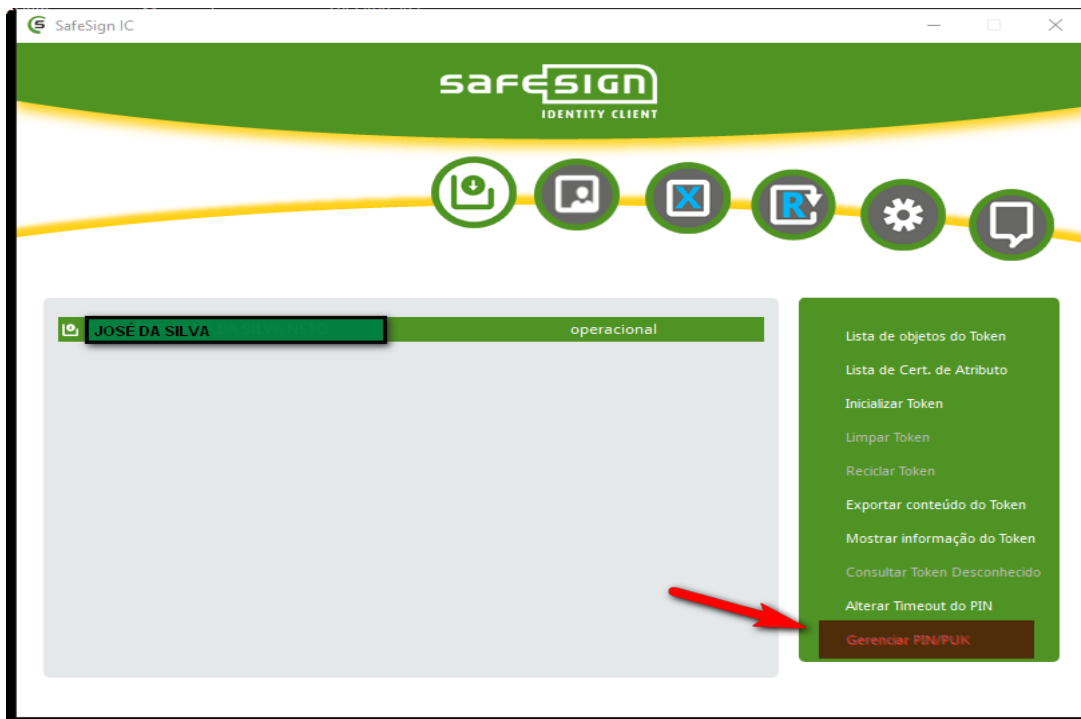 SafeSign IC
safesign
IDENTITY CLIENT
X
R
JOSÉ DA SILVA
operacional
Lista de objetos do Token
Lista de Cert. de Atributo
Inicializar Token
Limpar Token
Reciclar Token
Exportar conteúdo do Token
Mostrar informação do Token
Consultar Token Desconhecido
Alterar Timeout do PIN
Gerenciar PIN/PUK